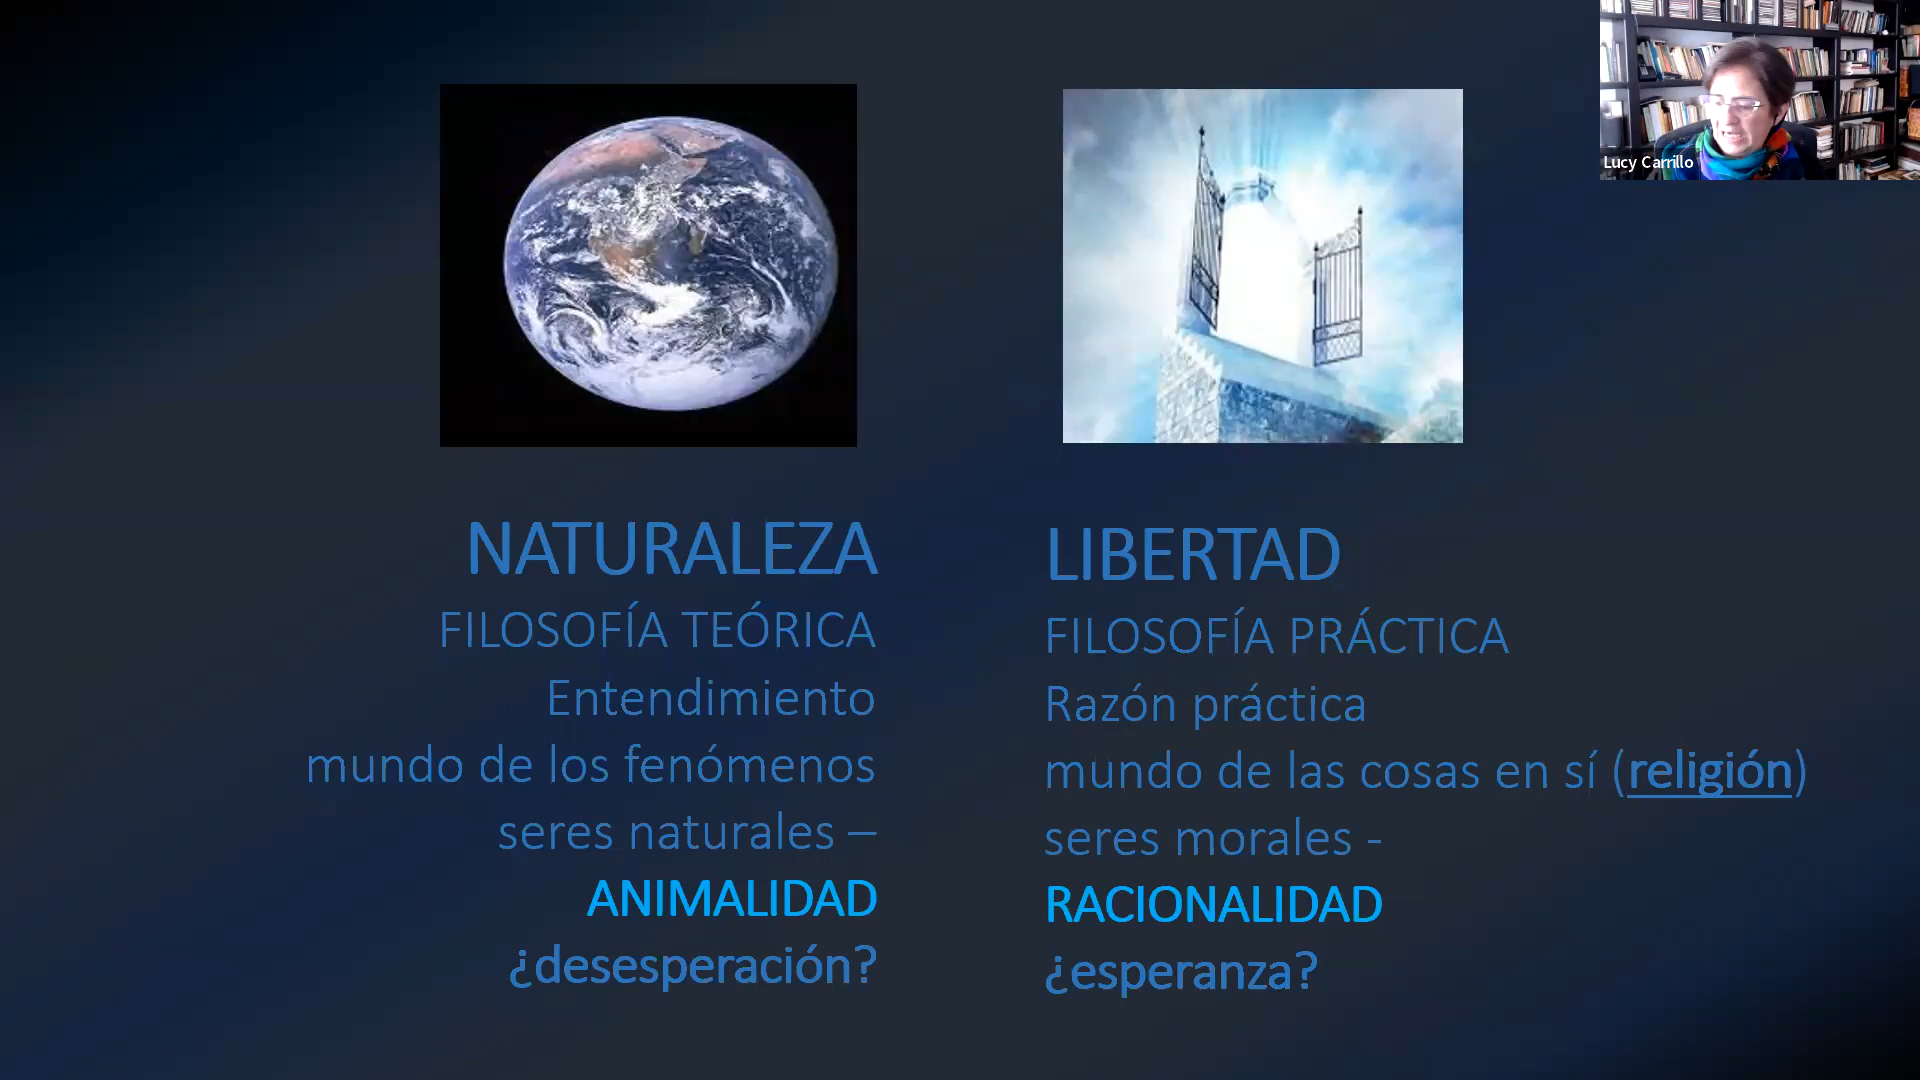 Lucy Carrillo
NATURALEZA
FILOSOFÍA TEÓRICA
Entendimiento
mundo de los fenómenos
seres naturales –
ANIMALIDAD
¿desesperación?
LIBERTAD
FILOSOFÍA PRÁCTICA
Razón práctica
mundo de las cosas en sí (religión)
seres morales -
RACIONALIDAD
¿esperanza?